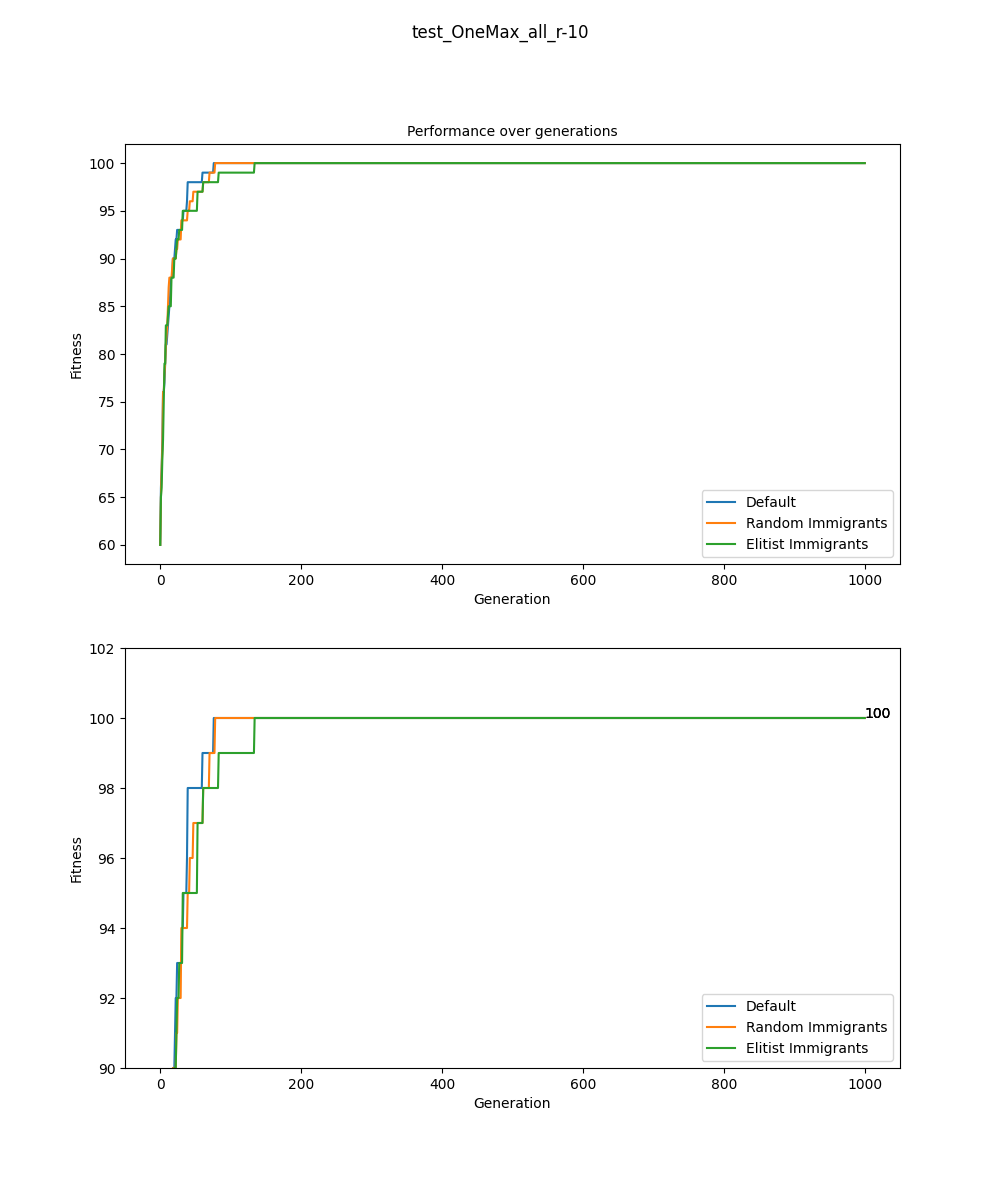 test_OneMax_all_r-10
Performance over generations
100
95
90
85
80
75
70
65
60
Fitness
Default
Random Immigrants
Elitist Immigrants
0 200 400 600 800 1000
Generation
102
100
98
96
94
92
90
Fitness
100
Default
Random Immigrants
Elitist Immigrants
0 200 400 600 800 1000
Generation